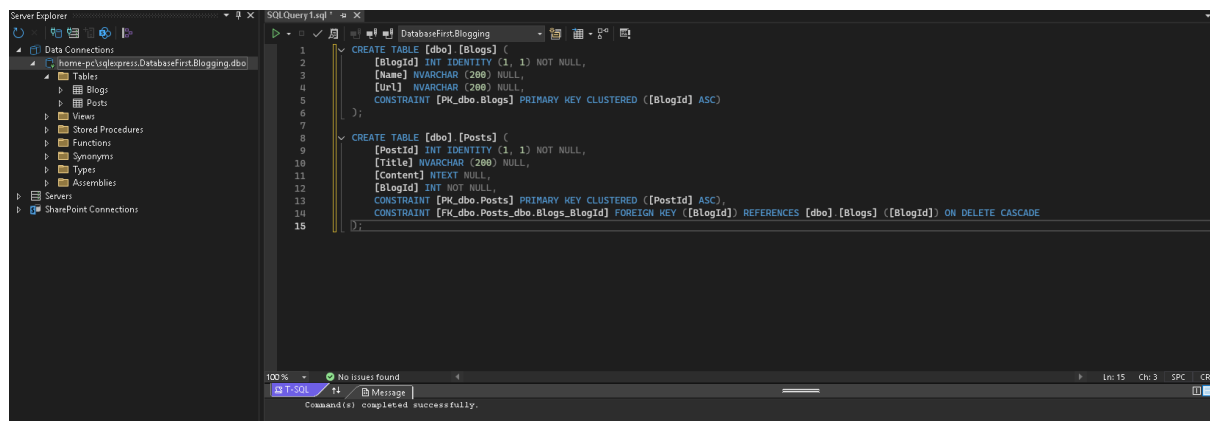 Server Explorer
Data Connections
home-pc\sqlexpress.DatabaseFirst.Blogging.dbo
Tables
Blogs
Posts
Views
Stored Procedures
Functions
Synonyms
Types
Assemblies
Servers
SharePoint Connections
SQLQuery1.sql *
DatabaseFirst.Blogging
1 CREATE TABLE [dbo].[Blogs] (
2 [BlogId] INT IDENTITY (1, 1) NOT NULL,
3 [Name] NVARCHAR (200) NULL,
4 [Url] NVARCHAR (200) NULL,
5 CONSTRAINT [PK_dbo.Blogs] PRIMARY KEY CLUSTERED ([BlogId] ASC)
6 );
7
8 CREATE TABLE [dbo].[Posts] (
9 [PostId] INT IDENTITY (1, 1) NOT NULL,
10 [Title] NVARCHAR (200) NULL,
11 [Content] NTEXT NULL,
12 [BlogId] INT NOT NULL,
13 CONSTRAINT [PK_dbo.Posts] PRIMARY KEY CLUSTERED ([PostId] ASC),
14 CONSTRAINT [FK_dbo.Posts_dbo.Blogs_BlogId] FOREIGN KEY ([BlogId]) REFERENCES [dbo].[Blogs] ([BlogId]) ON DELETE CASCADE
15 );
100 % No issues found Ln: 15 Ch: 3 SPC CR
T-SQL Message
Command(s) completed successfully.